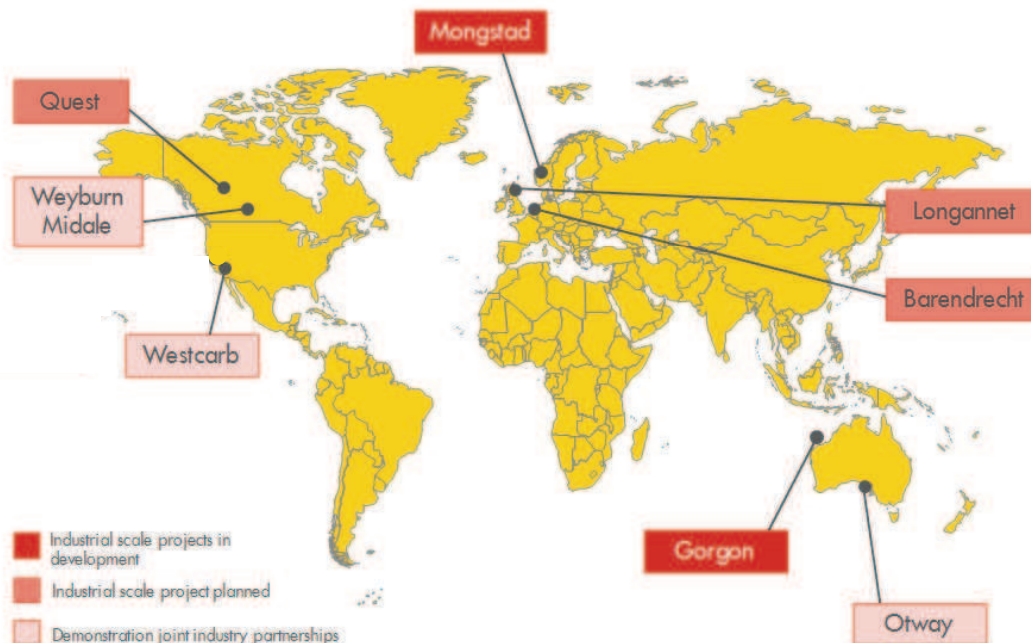 Mongstad
Quest
Weyburn
Midale
Longannet
Barendrecht
Westcarb
Gorgon
Otway
Industrial scale projects in
development
Industrial scale project planned
Demonstration joint industry partnerships